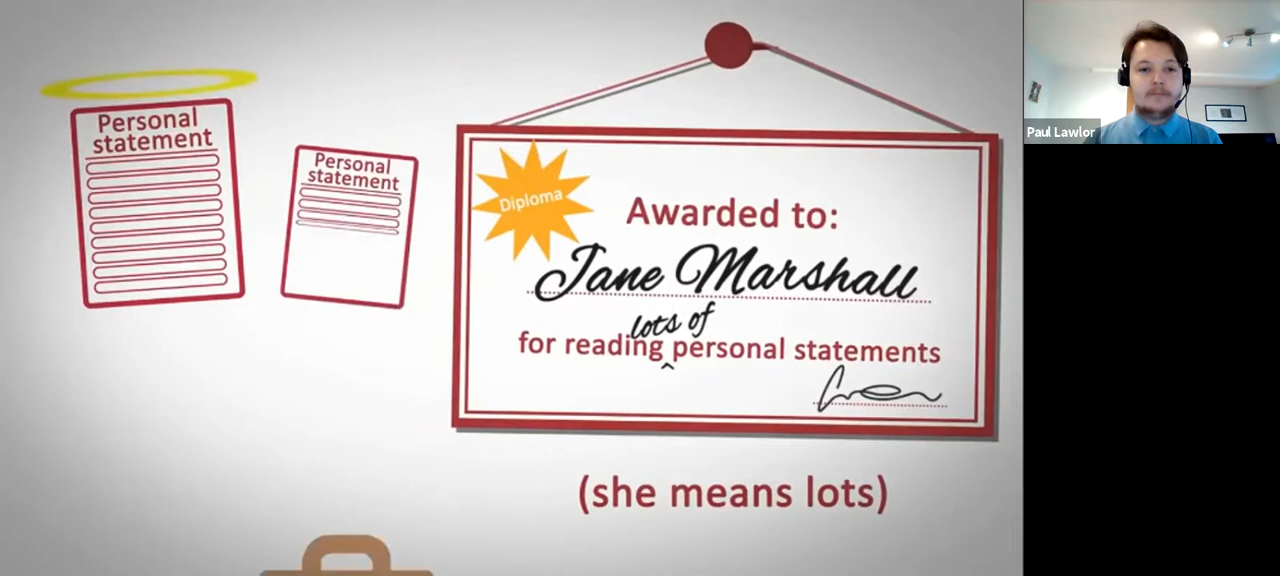 Personal
statement
Personal
statement
Diploma
Awarded to:
Jane Marshall
lots of
for reading ^ personal statements
(she means lots)
Paul Lawlor